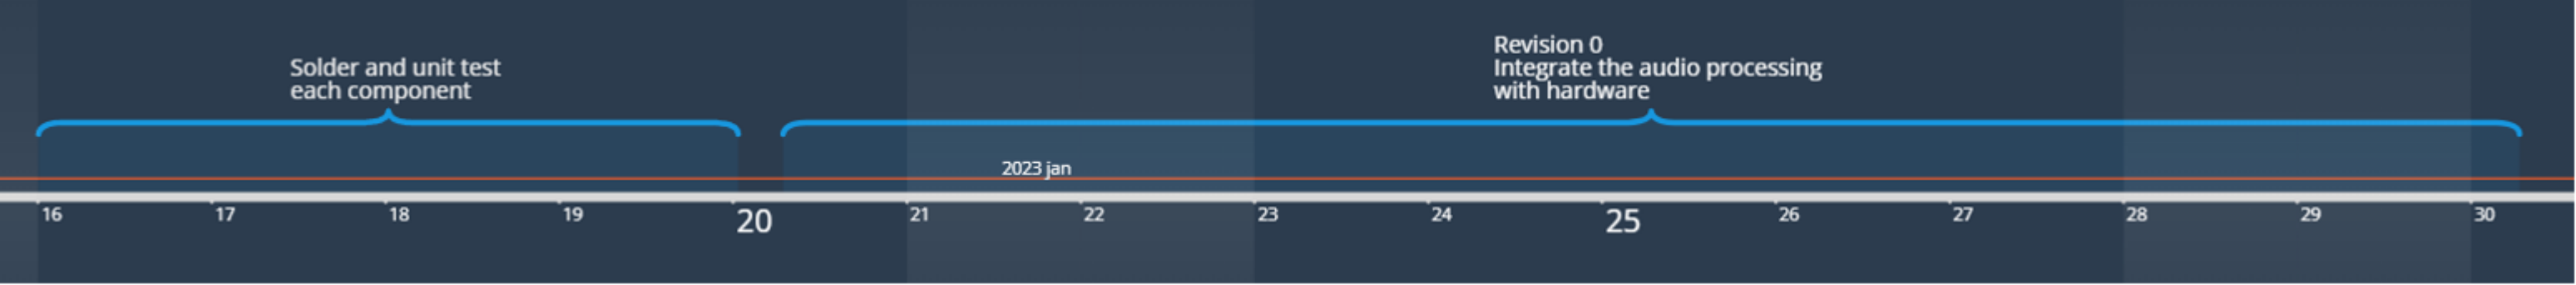 Solder and unit test
each component
Revision 0
Integrate the audio processing
with hardware
2023 jan
16 17 18 19 20 21 22 23 24 25 26 27 28 29 30